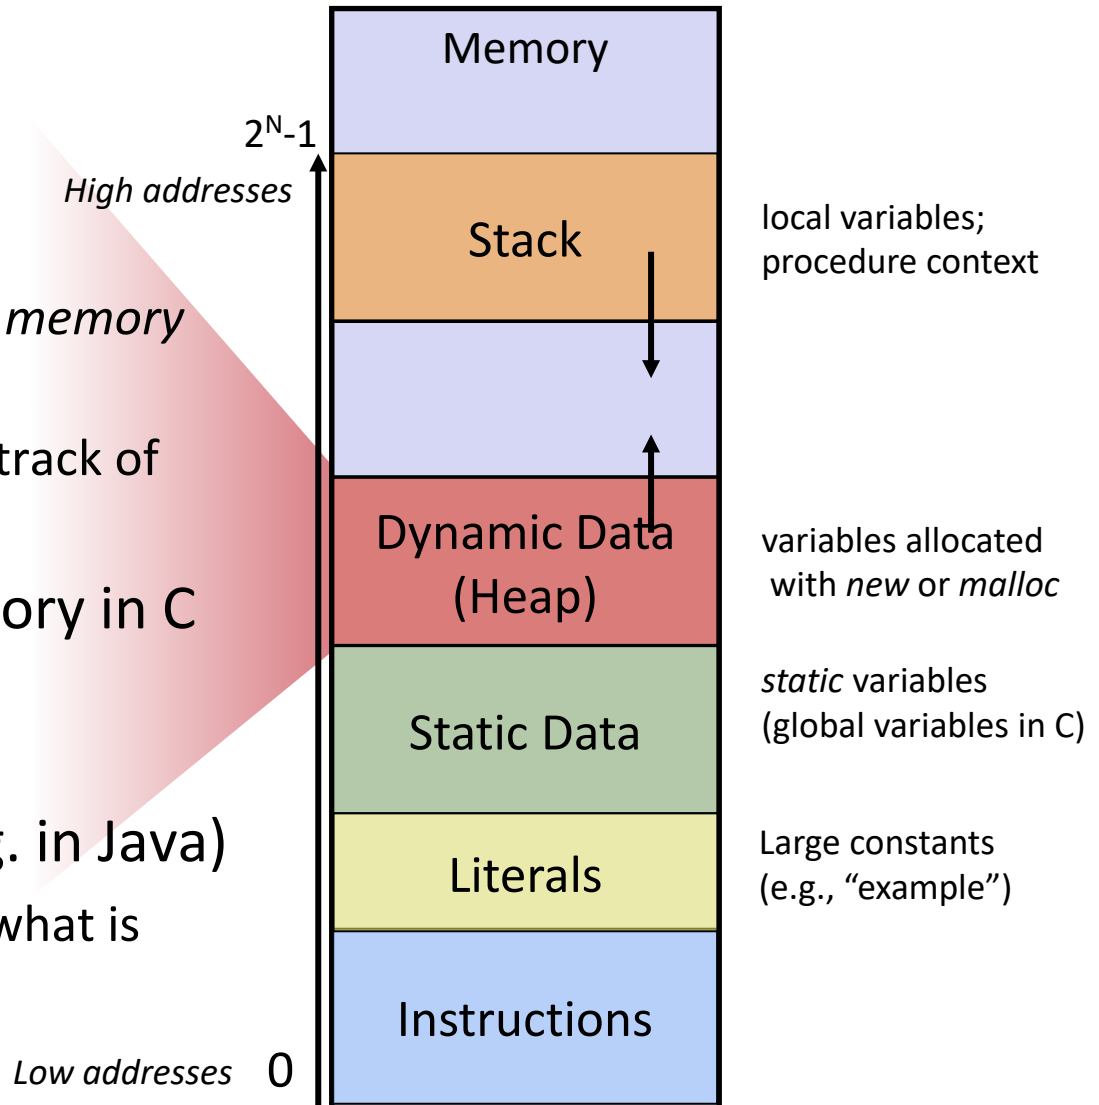 Memory
2ᴺ-1
High addresses
Stack
local variables;
procedure context
memory
track of
Dynamic Data
(Heap)
variables allocated
with new or malloc
ory in C
static variables
(global variables in C)
Static Data
. in Java)
Literals
Large constants
(e.g., “example”)
what is
Instructions
Low addresses
0